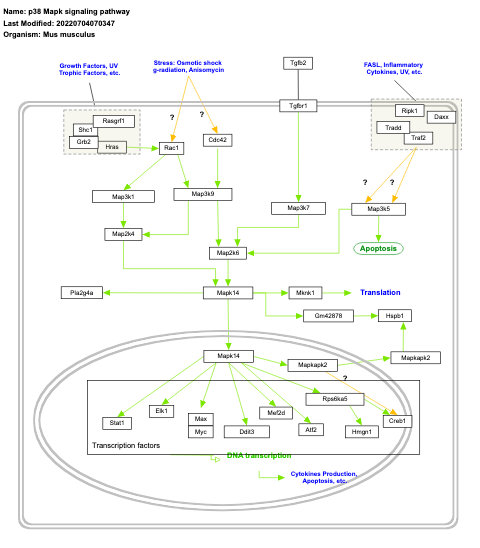 Name: p38 Mapk signaling pathway
Last Modified: 20220704070347
Organism: Mus musculus
Growth Factors, UV
Trophic Factors, etc.
Stress: Osmotic shock
g-radiation, Anisomycin
Tgfb2
FASL, Inflammatory
Cytokines, UV, etc.
Tgfbr1
Rasgrf1
Shc1
Grb2
Hras
?
?
Rac1
Cdc42
Ripk1
Daxx
Tradd
Traf2
?
?
Map3k1
Map3k9
Map3k7
Map3k5
Map2k4
Map2k6
Apoptosis
Pla2g4a
Mapk14
Mknk1
Translation
Gm42878
Hspb1
Mapk14
Mapkapk2
Mapkapk2
?
Stat1
Elk1
Max
Myc
Ddit3
Mef2d
Atf2
Rps6ka5
Hmgn1
Creb1
Transcription factors
DNA transcription
Cytokines Production,
Apoptosis, etc.